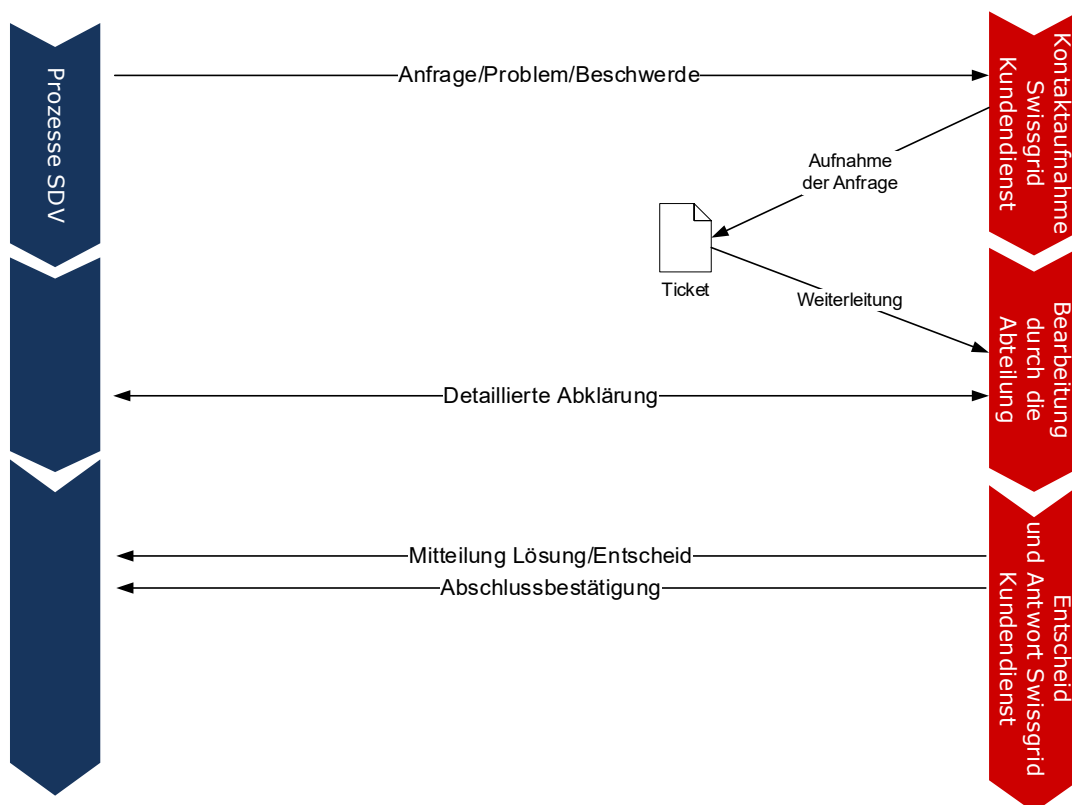 Prozesse SDV
Anfrage/Problem/Beschwerde
Kontaktaufnahme
Swissgrid
Kundendienst
Aufnahme
der Anfrage
Ticket
Weiterleitung
Bearbeitung
durch die
Abteilung
Detaillierte Abklärung
Mitteilung Lösung/Entscheid
Abschlussbestätigung
Entscheid
und Antwort Swissgrid
Kundendienst